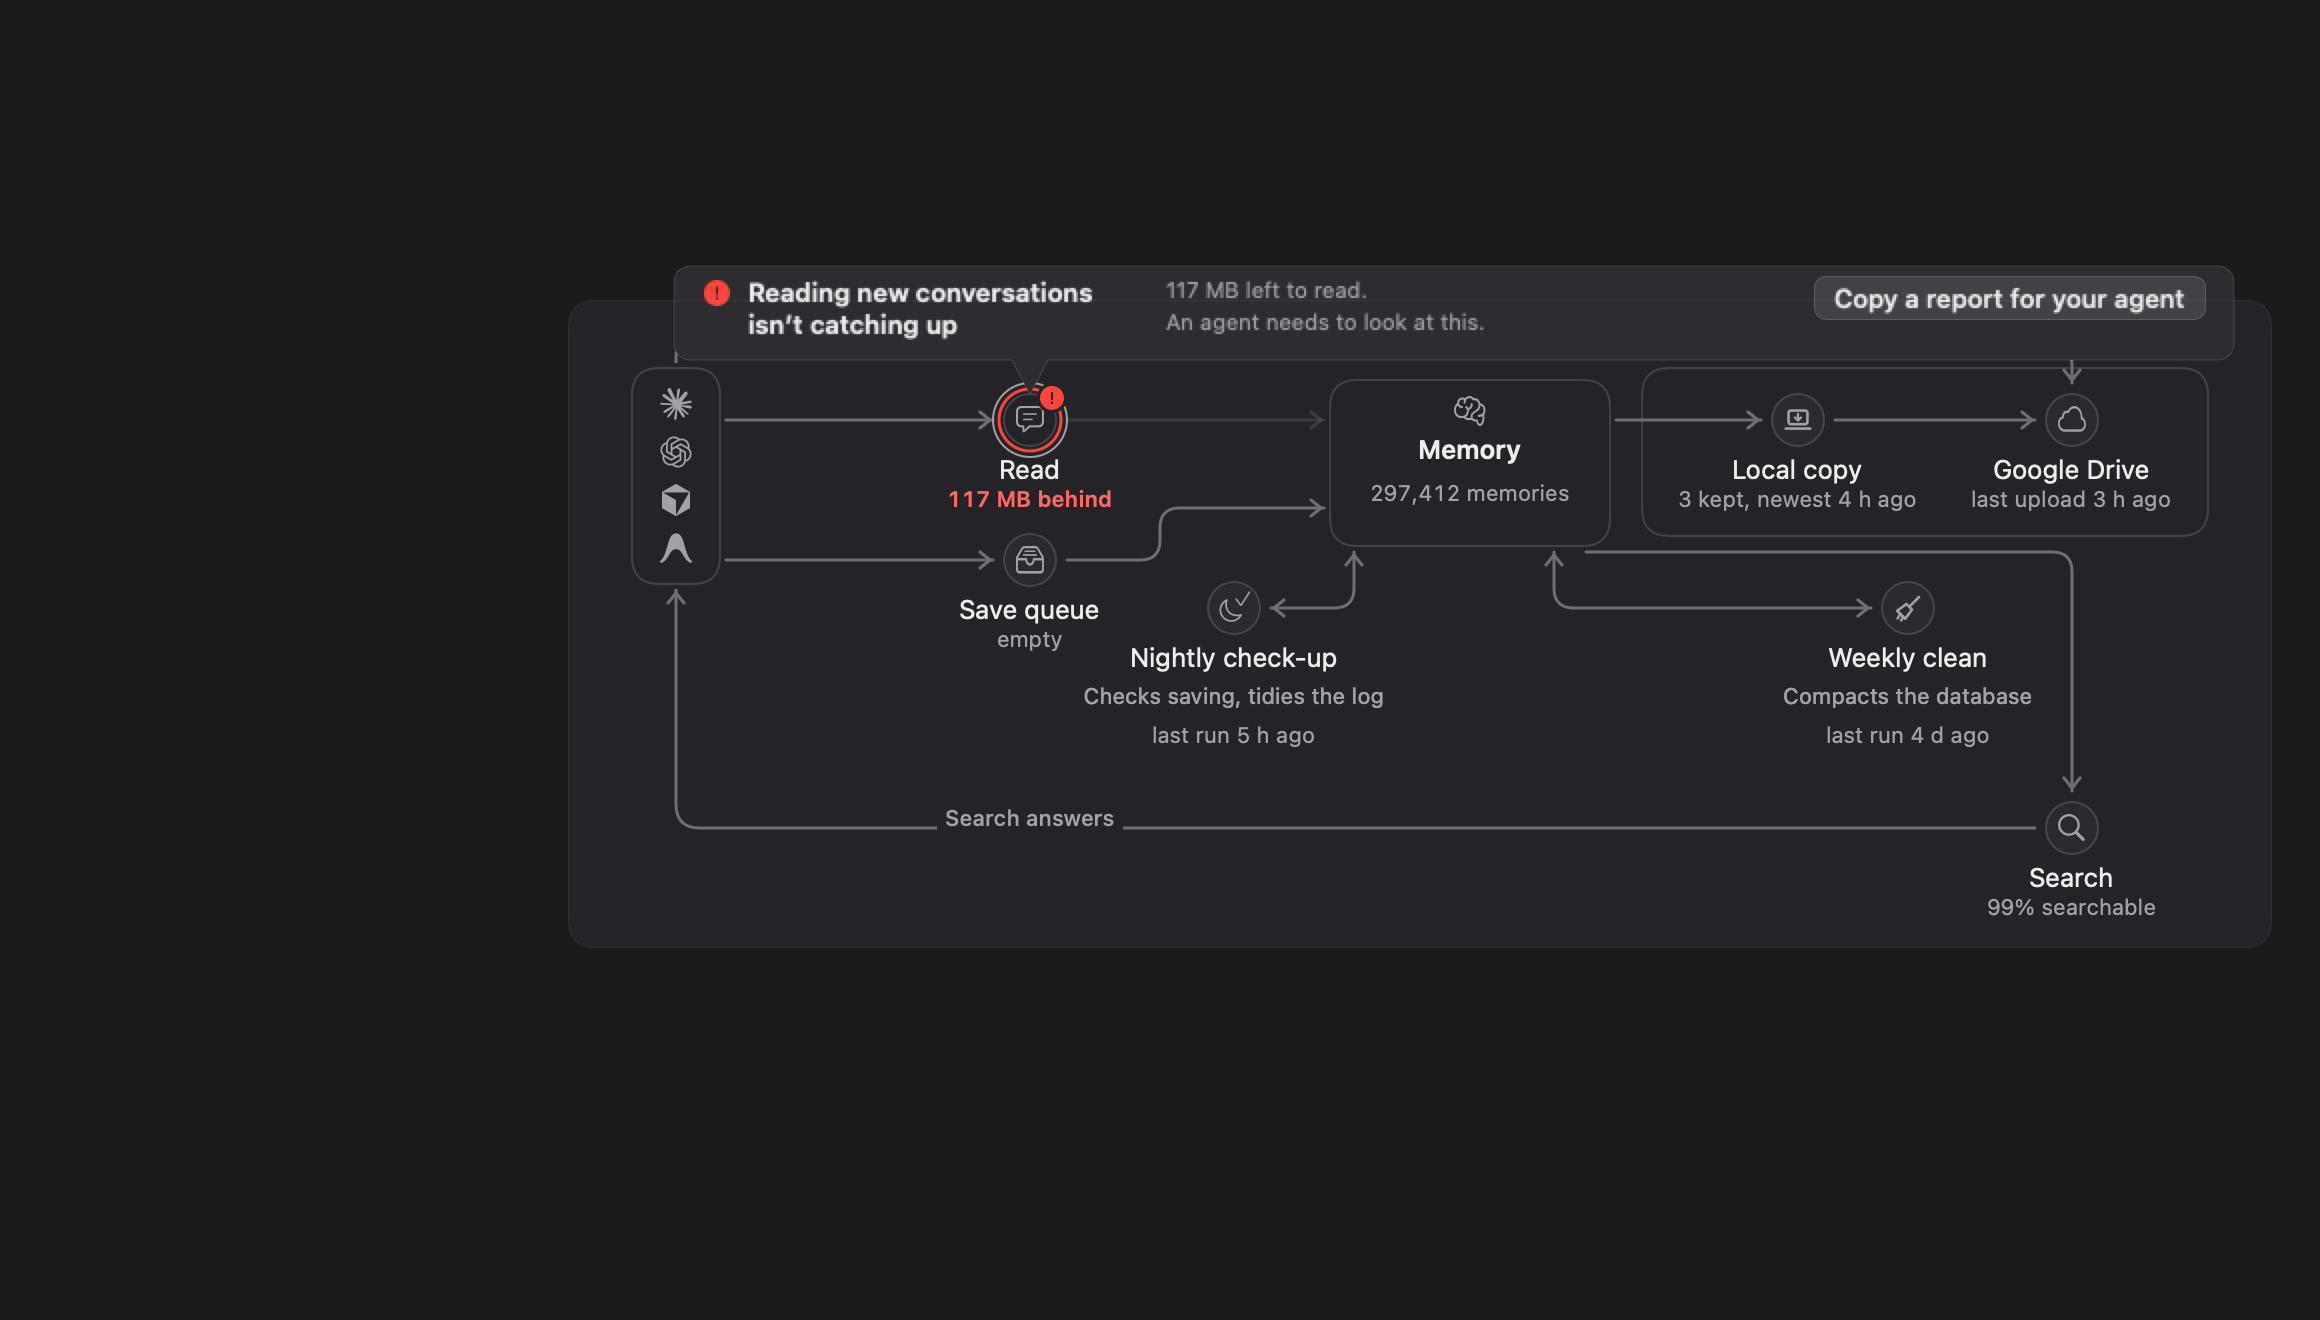 Reading new conversations
isn't catching up
117 MB left to read.
An agent needs to look at this.
Copy a report for your agent
Read
117 MB behind
Memory
297,412 memories
Local copy
3 kept, newest 4 h ago
Google Drive
last upload 3 h ago
Save queue
empty
Nightly check-up
Checks saving, tidies the log
last run 5 h ago
Weekly clean
Compacts the database
last run 4 d ago
Search answers
Search
99% searchable